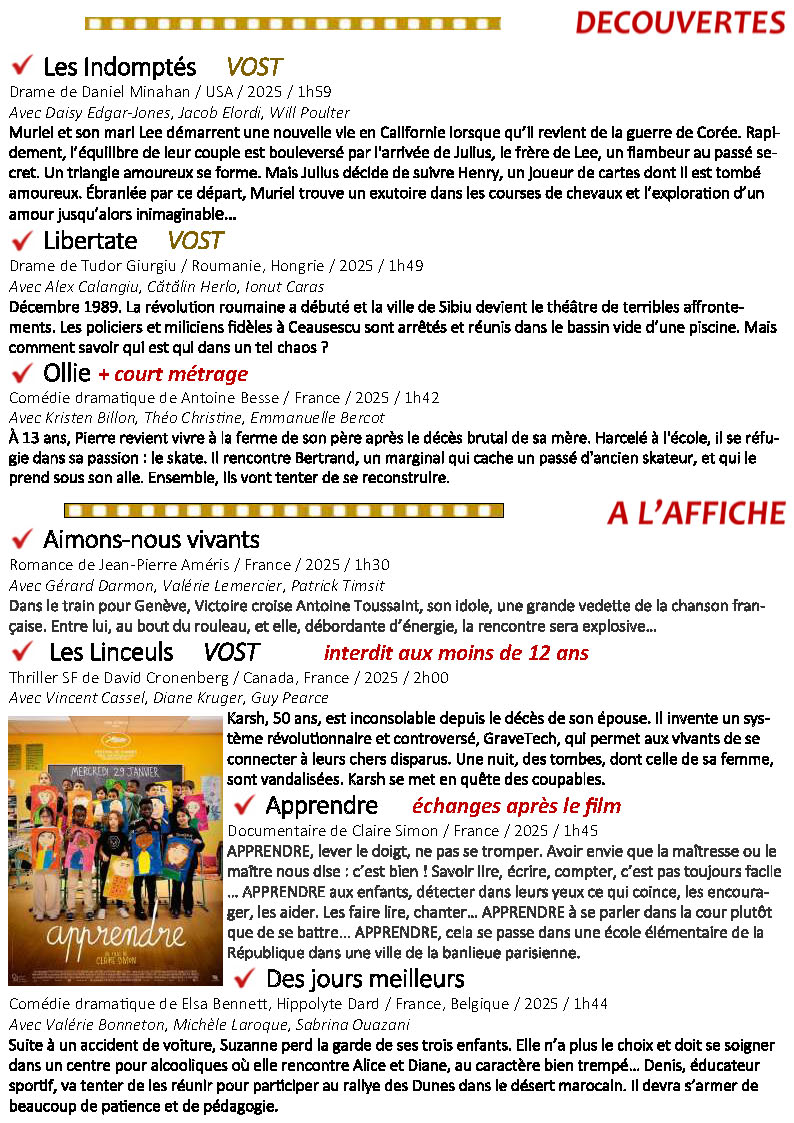 DECOUVERTES
Les Indomptés VOST
Drame de Daniel Minahan / USA / 2025 / 1h59
Avec Daisy Edgar-Jones, Jacob Elordi, Will Poulter
Muriel et son mari Lee démarrent une nouvelle vie en Californie lorsque qu’il revient de la guerre de Corée. Rapi-
dement, l’équilibre de leur couple est bouleversé par l'arrivée de Julius, le frère de Lee, un flambeur au passé se-
cret. Un triangle amoureux se forme. Mais Julius décide de suivre Henry, un joueur de cartes dont il est tombé
amoureux. Ébranlée par ce départ, Muriel trouve un exutoire dans les courses de chevaux et l’exploration d’un
amour jusqu’alors inimaginable...
Libertate VOST
Drame de Tudor Giurgiu / Roumanie, Hongrie / 2025 / 1h49
Avec Alex Calangiu, Cătălin Herlo, Ionut Caras
Décembre 1989. La révolution roumaine a débuté et la ville de Sibiu devient le théâtre de terribles affronte-
ments. Les policiers et miliciens fidèles à Ceausescu sont arrêtés et réunis dans le bassin vide d’une piscine. Mais
comment savoir qui est qui dans un tel chaos ?
Ollie + court métrage
Comédie dramatique de Antoine Besse / France / 2025 / 1h42
Avec Kristen Billon, Théo Christine, Emmanuelle Bercot
À 13 ans, Pierre revient vivre à la ferme de son père après le décès brutal de sa mère. Harcelé à l'école, il se réfu-
gie dans sa passion : le skate. Il rencontre Bertrand, un marginal qui cache un passé d'ancien skateur, et qui le
prend sous son aile. Ensemble, ils vont tenter de se reconstruire.
A L’AFFICHE
Aimons-nous vivants
Romance de Jean-Pierre Améris / France / 2025 / 1h30
Avec Gérard Darmon, Valérie Lemercier, Patrick Timsit
Dans le train pour Genève, Victoire croise Antoine Toussaint, son idole, une grande vedette de la chanson fran-
çaise. Entre lui, au bout du rouleau, et elle, débordante d’énergie, la rencontre sera explosive...
Les Linceuls VOST interdit aux moins de 12 ans
Thriller SF de David Cronenberg / Canada, France / 2025 / 2h00
Avec Vincent Cassel, Diane Kruger, Guy Pearce
Karsh, 50 ans, est inconsolable depuis le décès de son épouse. Il invente un sys-
tème révolutionnaire et controversé, GraveTech, qui permet aux vivants de se
connecter à leurs chers disparus. Une nuit, des tombes, dont celle de sa femme,
sont vandalisées. Karsh se met en quête des coupables.
MERCREDI 29 JANVIER
apprendre
CLAIRE SIMON
Apprendre échanges après le film
Documentaire de Claire Simon / France / 2025 / 1h45
APPRENDRE, lever le doigt, ne pas se tromper. Avoir envie que la maîtresse ou le
maître nous dise : c’est bien ! Savoir lire, écrire, compter, c’est pas toujours facile
... APPRENDRE aux enfants, détecter dans leurs yeux ce qui coince, les encoura-
ger, les aider. Les faire lire, chanter... APPRENDRE à se parler dans la cour plutôt
que de se battre... APPRENDRE, cela se passe dans une école élémentaire de la
République dans une ville de la banlieue parisienne.
Des jours meilleurs
Comédie dramatique de Elsa Bennett, Hippolyte Dard / France, Belgique / 2025 / 1h44
Avec Valérie Bonneton, Michèle Laroque, Sabrina Ouazani
Suite à un accident de voiture, Suzanne perd la garde de ses trois enfants. Elle n’a plus le choix et doit se soigner
dans un centre pour alcooliques où elle rencontre Alice et Diane, au caractère bien trempé... Denis, éducateur
sportif, va tenter de les réunir pour participer au rallye des Dunes dans le désert marocain. Il devra s’armer de
beaucoup de patience et de pédagogie.